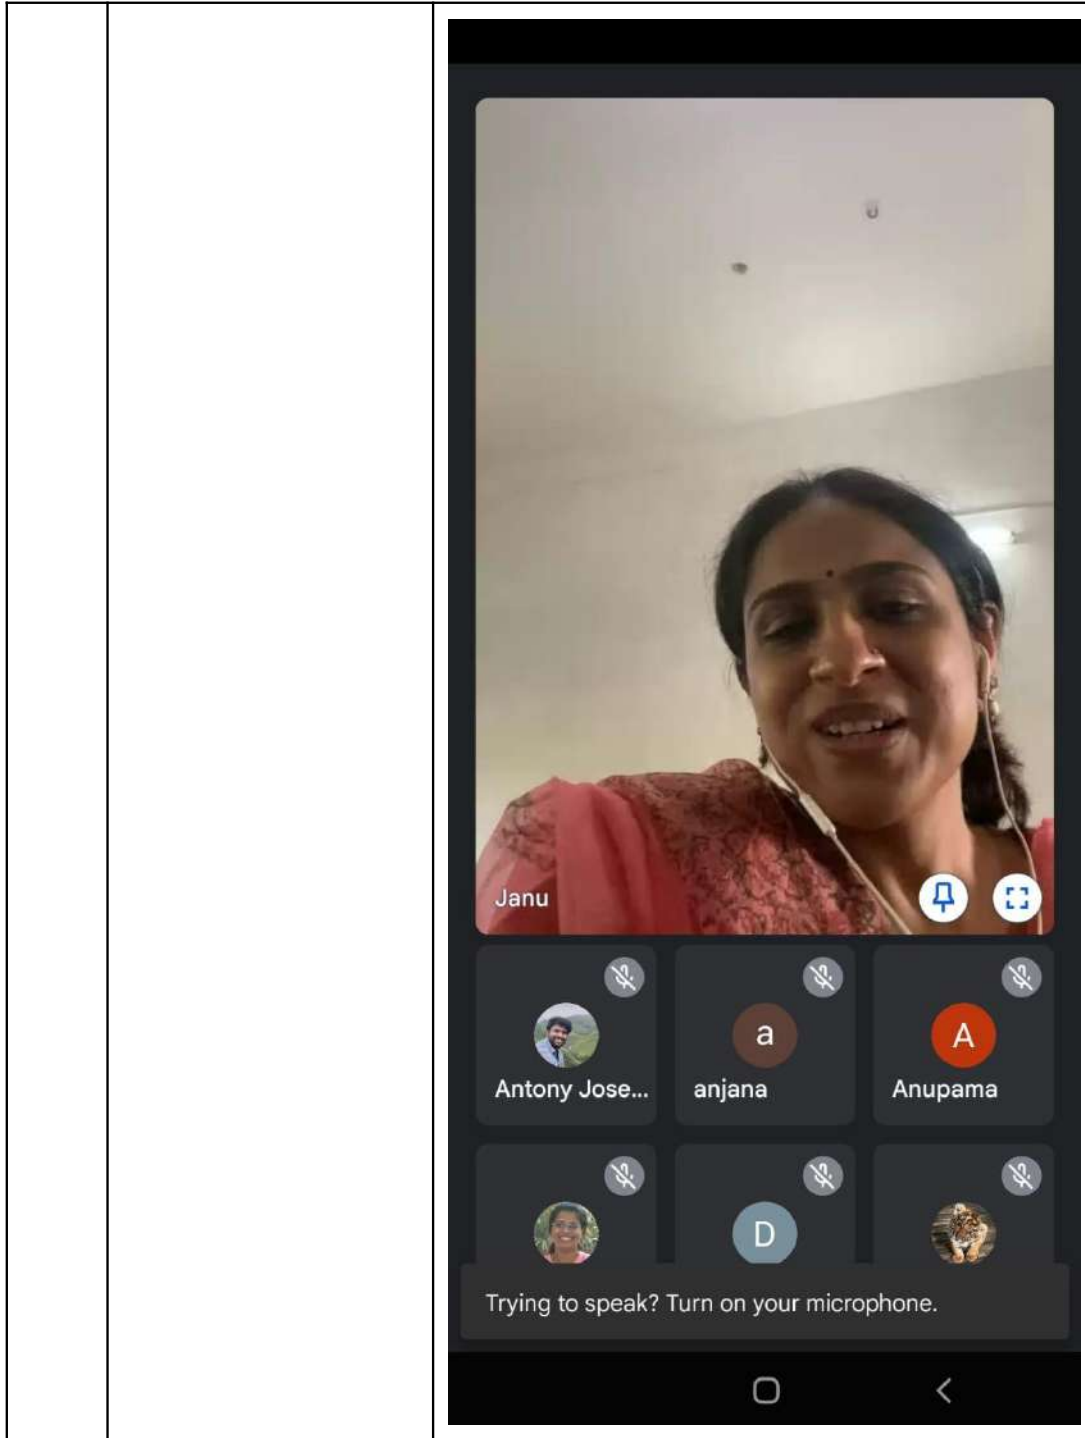 Janu
a
A
Antony Jose...
anjana
Anupama
D
Trying to speak? Turn on your microphone.